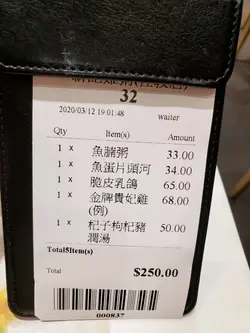 32
2020/03/12 19:01:48 waiter
Qty Item(s) Amount
1 x 魚腩粥 33.00
1 x 魚蛋片頭河 34.00
1 x 脆皮乳鴿 65.00
1 x 金牌貴妃雞 68.00
(例)
1 x 杞子枸杞豬 50.00
潤湯
Total5Item(s)
Total $250.00
000837